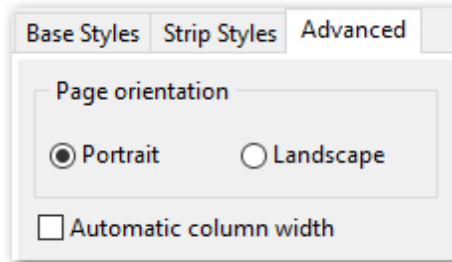 Base Styles Strip Styles Advanced
Page orientation
Portrait Landscape
Automatic column width